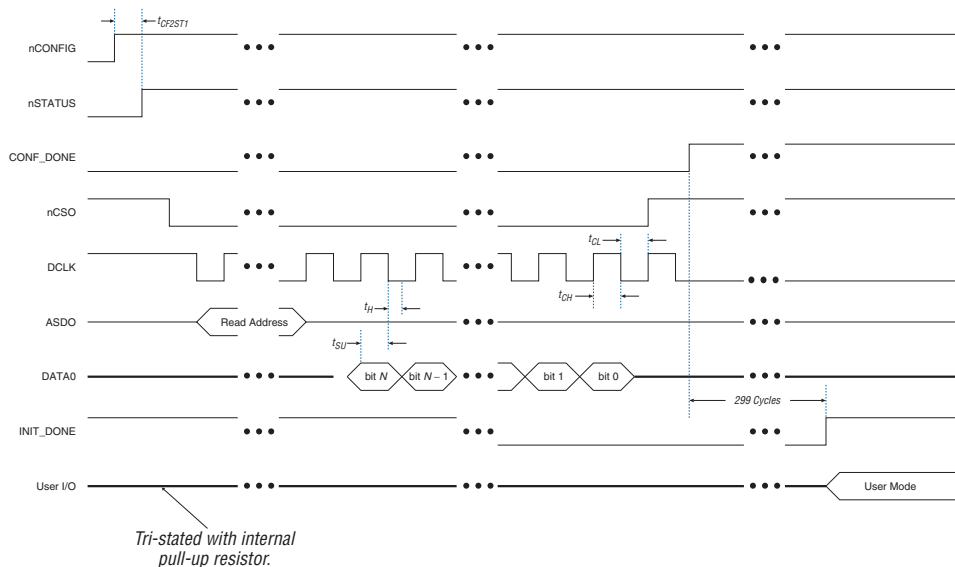 tCF2ST1
nCONFIG
nSTATUS
CONF_DONE
nCSO
tCL
DCLK
tH
tCH
ASDO
Read Address
tSU
DATA0
bit N
bit N – 1
bit 1
bit 0
299 Cycles
INIT_DONE
User I/O
User Mode
Tri-stated with internal
pull-up resistor.